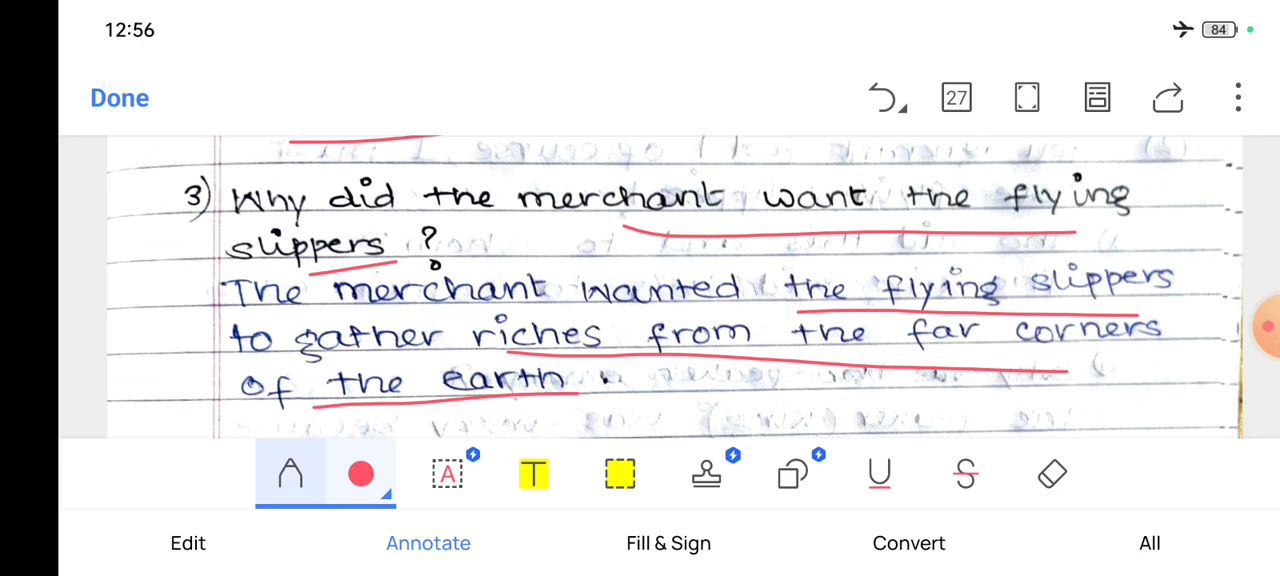 12:56
84
Done
27
3) Why did the merchant want the flying
slippers ?
The merchant wanted the flying slippers
to gather riches from the far corners
of the earth
A
T
U
S
Edit
Annotate
Fill & Sign
Convert
All